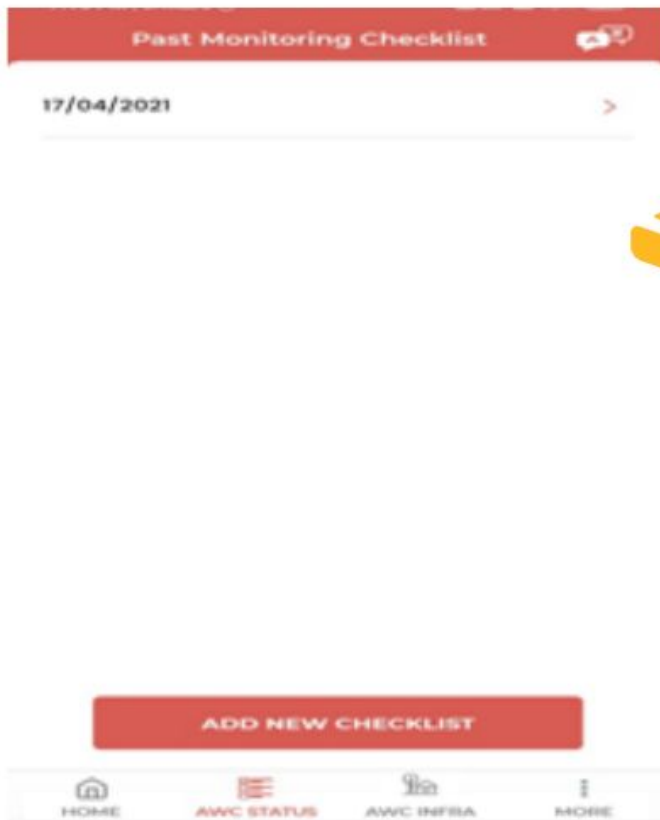 Past Monitoring Checklist
17/04/2021
ADD NEW CHECKLIST
HOME
AWC STATUS
AWC INFRA
MORE